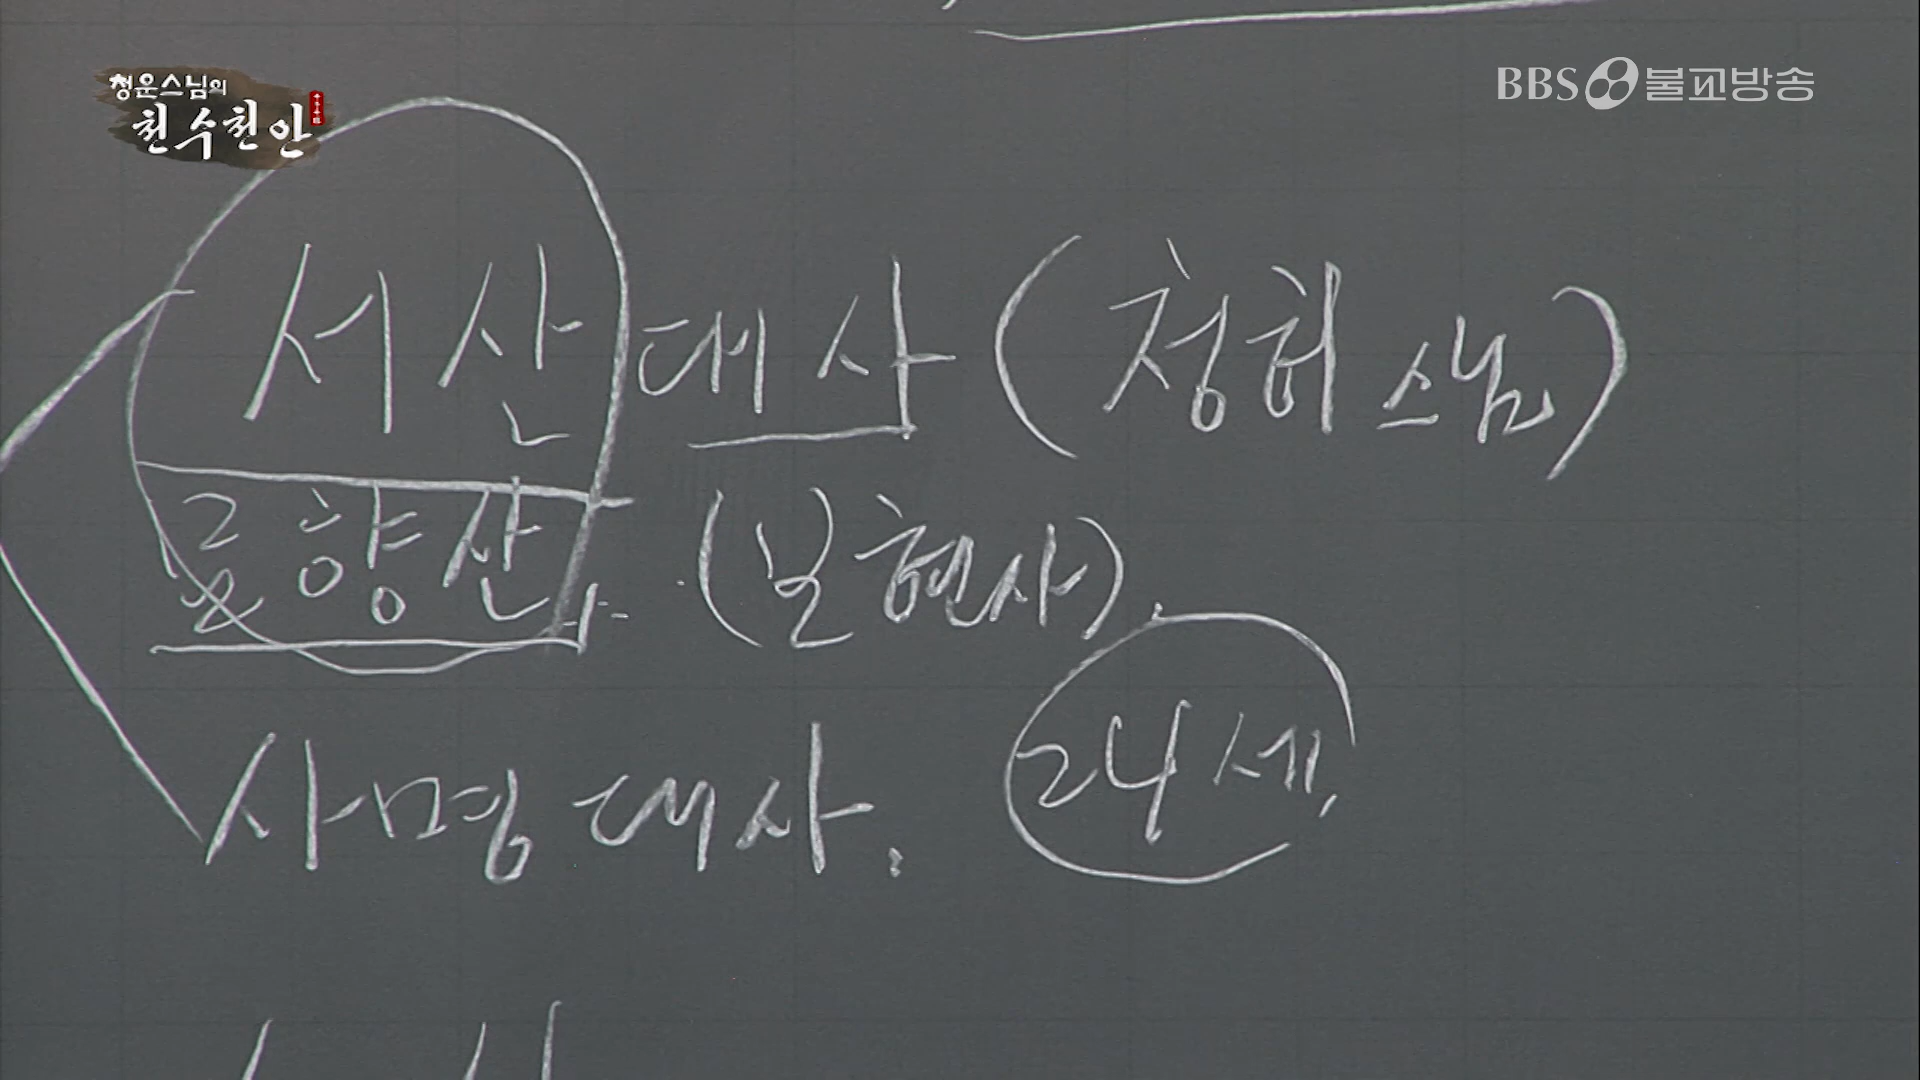 청운스님의
천수천안
BBS 불교방송
서산대사 (청허스님)
묘향산 (보현사)
사명대사. 24세,